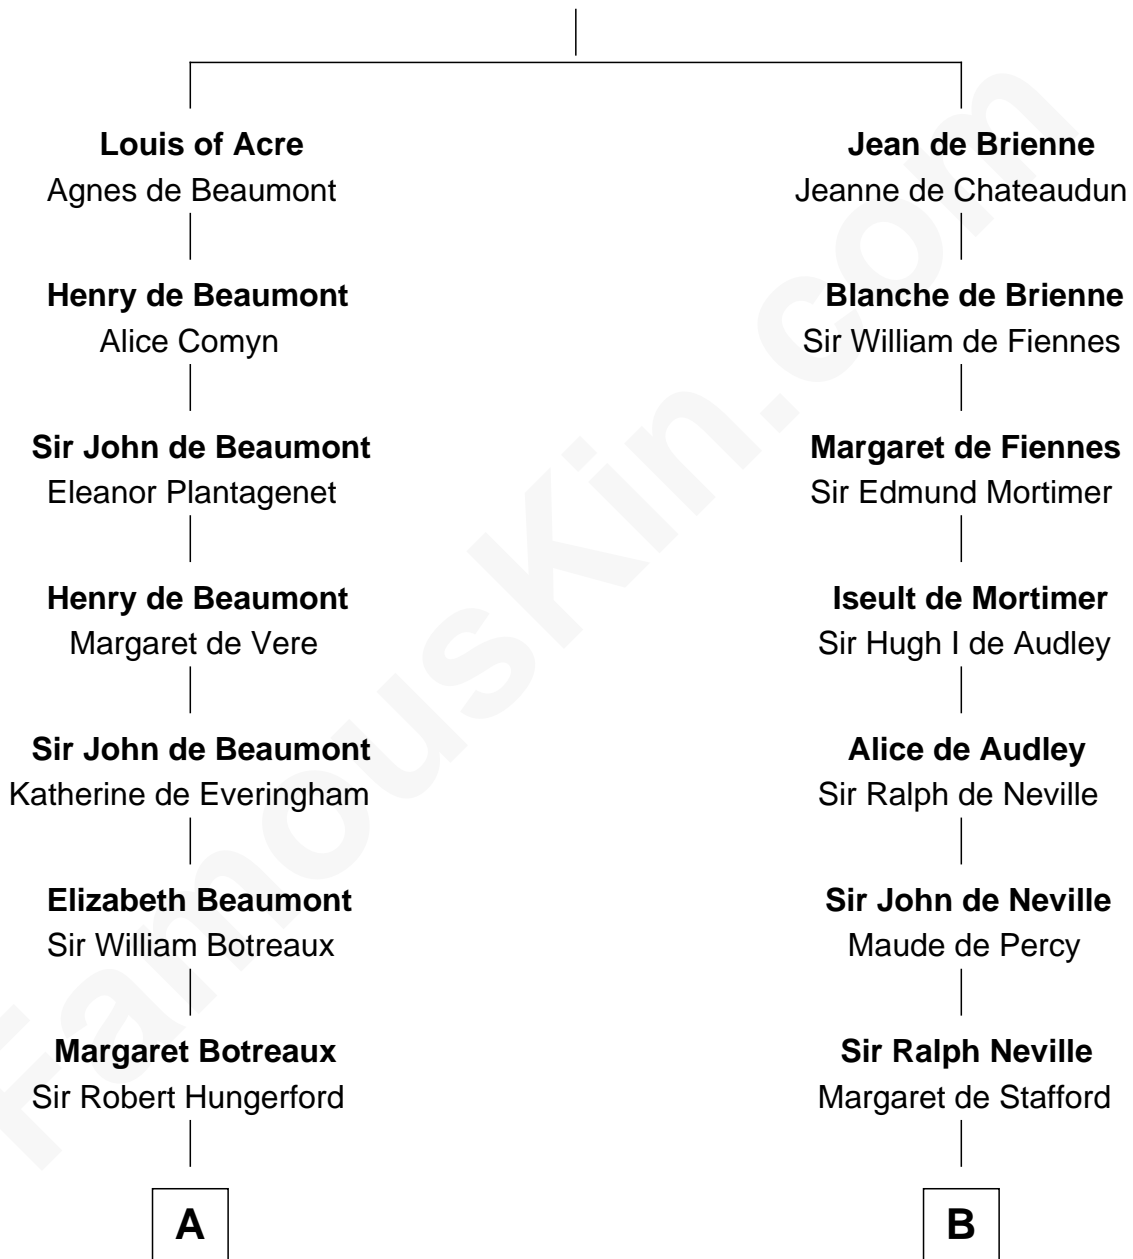 Louis of Acre
Agnes de Beaumont
Henry de Beaumont
Alice Comyn
Sir John de Beaumont
Eleanor Plantagenet
Henry de Beaumont
Margaret de Vere
Sir John de Beaumont
Katherine de Everingham
Elizabeth Beaumont
Sir William Botreaux
Margaret Botreaux
Sir Robert Hungerford
A
Jean de Brienne
Jeanne de Chateaudun
Blanche de Brienne
Sir William de Fiennes
Margaret de Fiennes
Sir Edmund Mortimer
Iseult de Mortimer
Sir Hugh I de Audley
Alice de Audley
Sir Ralph de Neville
Sir John de Neville
Maude de Percy
Sir Ralph Neville
Margaret de Stafford
B
FamousKin.com